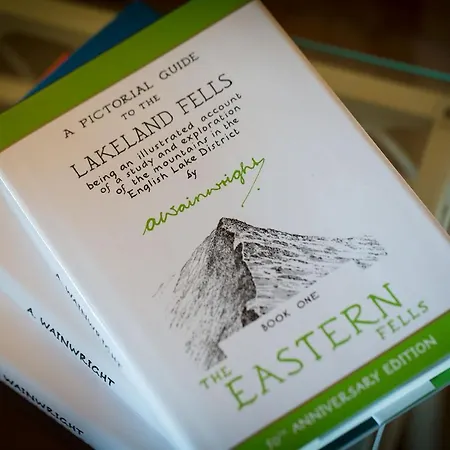 A PICTORIAL GUIDE
TO THE
LAKELAND FELLS
being an illustrated account
of a study and exploration
of the mountains in the
English Lake District
by
awainwright
BOOK ONE
THE EASTERN
FELLS
50TH ANNIVERSARY EDITION
A. WAINWRIGHT
A. WAINWRIGHT
WAINWRIGHT